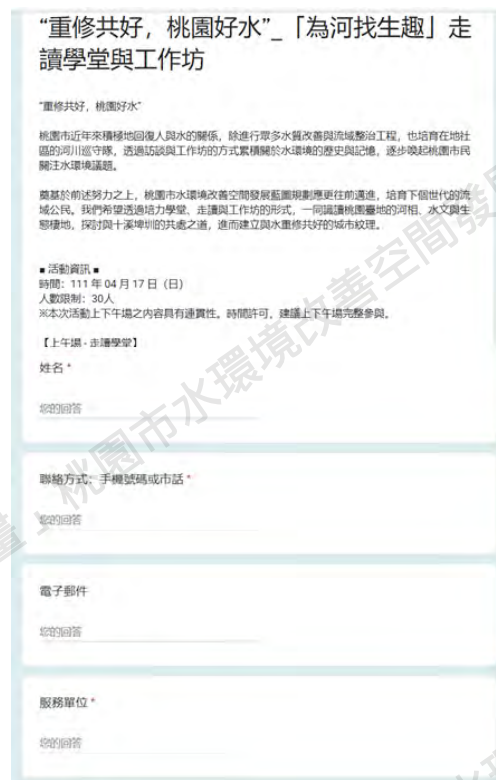 “重修共好，桃園好水”_「為河找生趣」走
讀學堂與工作坊
“重修共好，桃園好水”
桃園市近年來積極地回復人與水的關係，除進行眾多水質改善與流域整治工程，也培育在地社
區的河川巡守隊，透過訪談與工作坊的方式累積關於水環境的歷史與記憶，逐步喚起桃園市民
關注水環境議題。
奠基於前述努力之上，桃園市水環境改善空間發展藍圖規劃應更往前邁進，培育下個世代的流
域公民。我們希望透過培力學堂、走讀與工作坊的形式，一同識讀桃園臺地的河相、水文與生
態棲地，探討與十溪埤圳的共處之道，進而建立與水重修共好的城市紋理。
■ 活動資訊 ■
時間：111 年 04 月 17 日（日）
人數限制：30人
※本次活動上下午場之內容具有連貫性。時間許可，建議上下午場完整參與。
【上午場 - 走讀學堂】
姓名 *
您的回答
聯絡方式：手機號碼或市話 *
您的回答
電子郵件
您的回答
服務單位 *
您的回答
桃園市水環境改善空間發